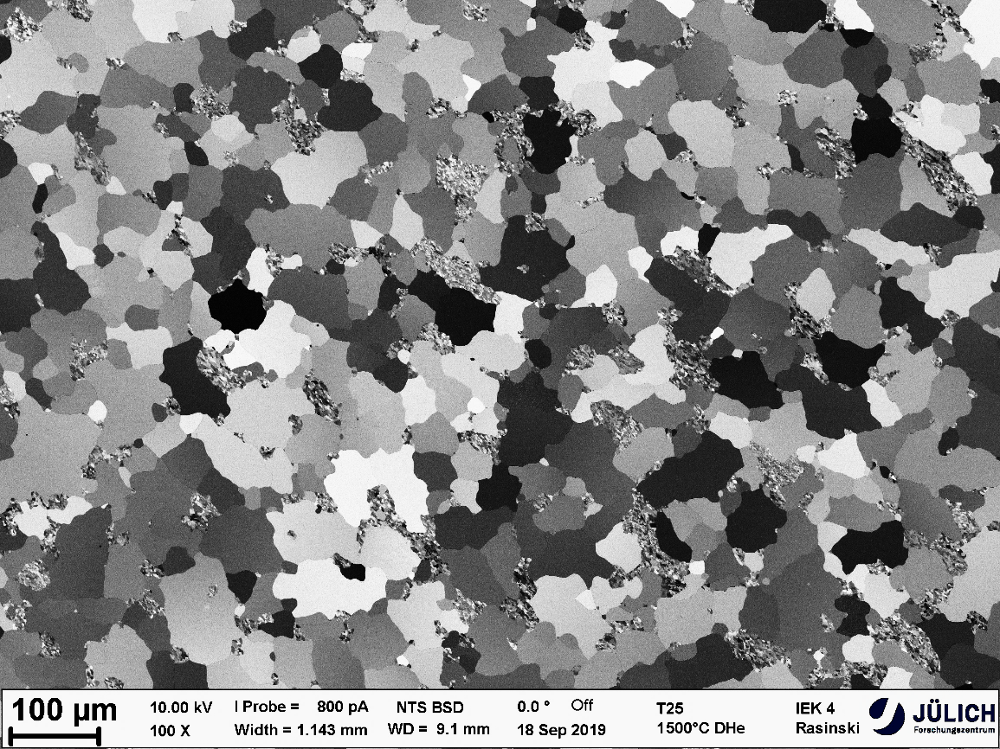 100 µm
10.00 kV I Probe = 800 pA NTS BSD 0.0 ° Off T25 IEK 4
100 X Width = 1.143 mm WD = 9.1 mm 18 Sep 2019 1500°C DHe Rasinski
JÜLICH
Forschungszentrum